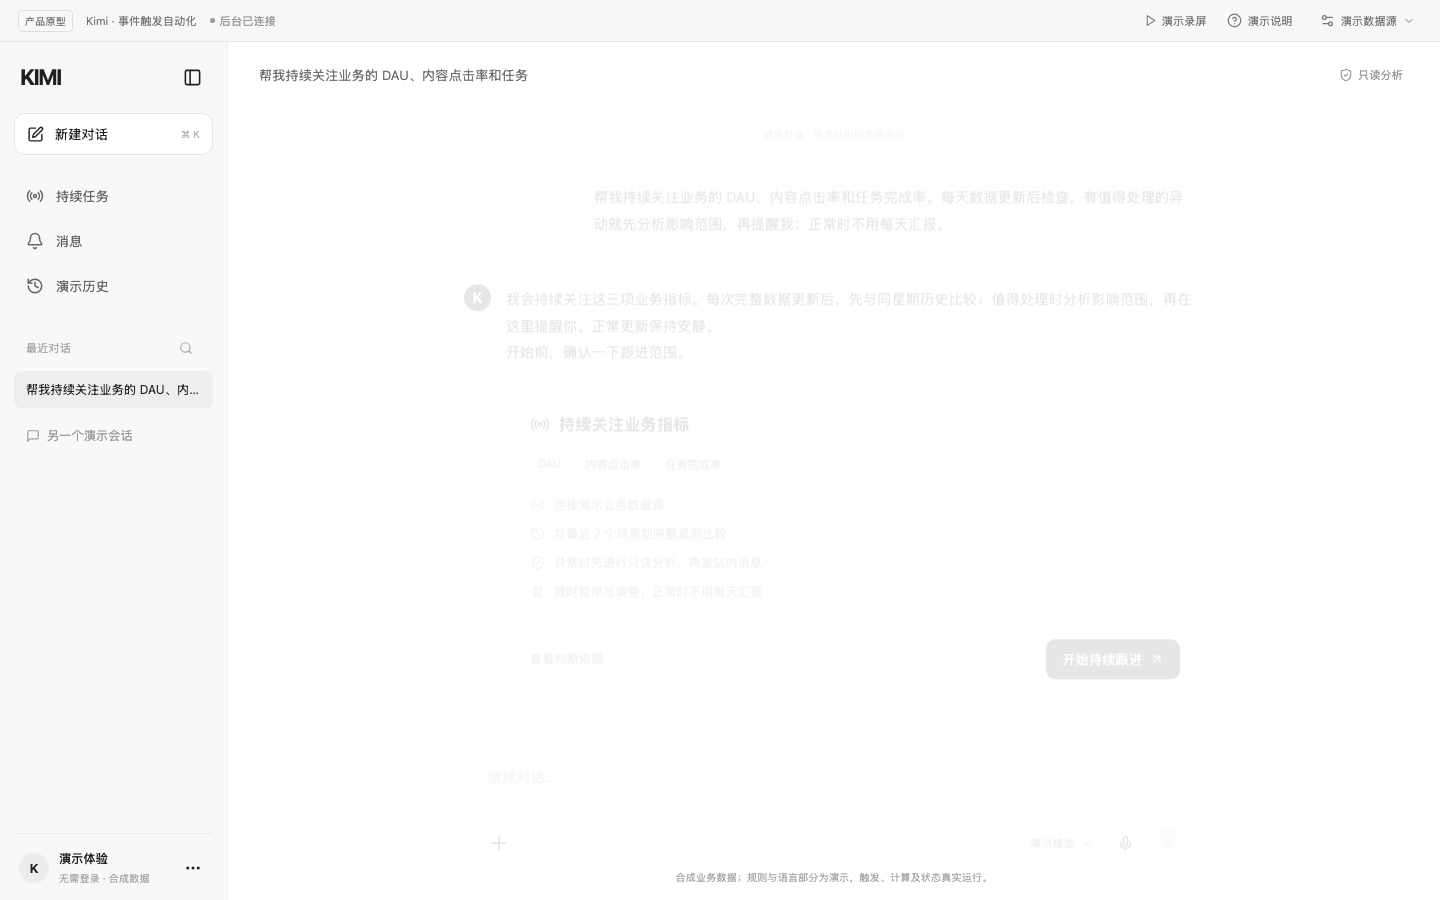 产品原型
Kimi · 事件触发自动化
后台已连接
演示录屏
演示说明
演示数据源
KIMI
新建对话
⌘ K
持续任务
消息
演示历史
最近对话
帮我持续关注业务的 DAU、内...
另一个演示会话
K
演示体验
无需登录 · 合成数据
帮我持续关注业务的 DAU、内容点击率和任务
只读分析
帮我持续关注业务的 DAU、内容点击率和任务完成率。每天数据更新后检查，有值得处理的异
动就先分析影响范围，再提醒我；正常时不用每天汇报。
K
我会持续关注这三项业务指标。每次完整数据更新后，先与同星期历史比较；值得处理时分析影响范围，再在
这里提醒你。正常更新保持安静。
开始前，确认一下跟进范围。
持续关注业务指标
DAU
内容点击率
任务完成率
连接演示业务数据源
与最近 7 个同星期完整观测比较
异常时先进行只读分析，再发站内消息
随时暂停与调整；正常时不用每天汇报
查看判断依据
开始持续跟进
继续对话...
演示模型
合成业务数据；规则与语言部分为演示，触发、计算及状态真实运行。